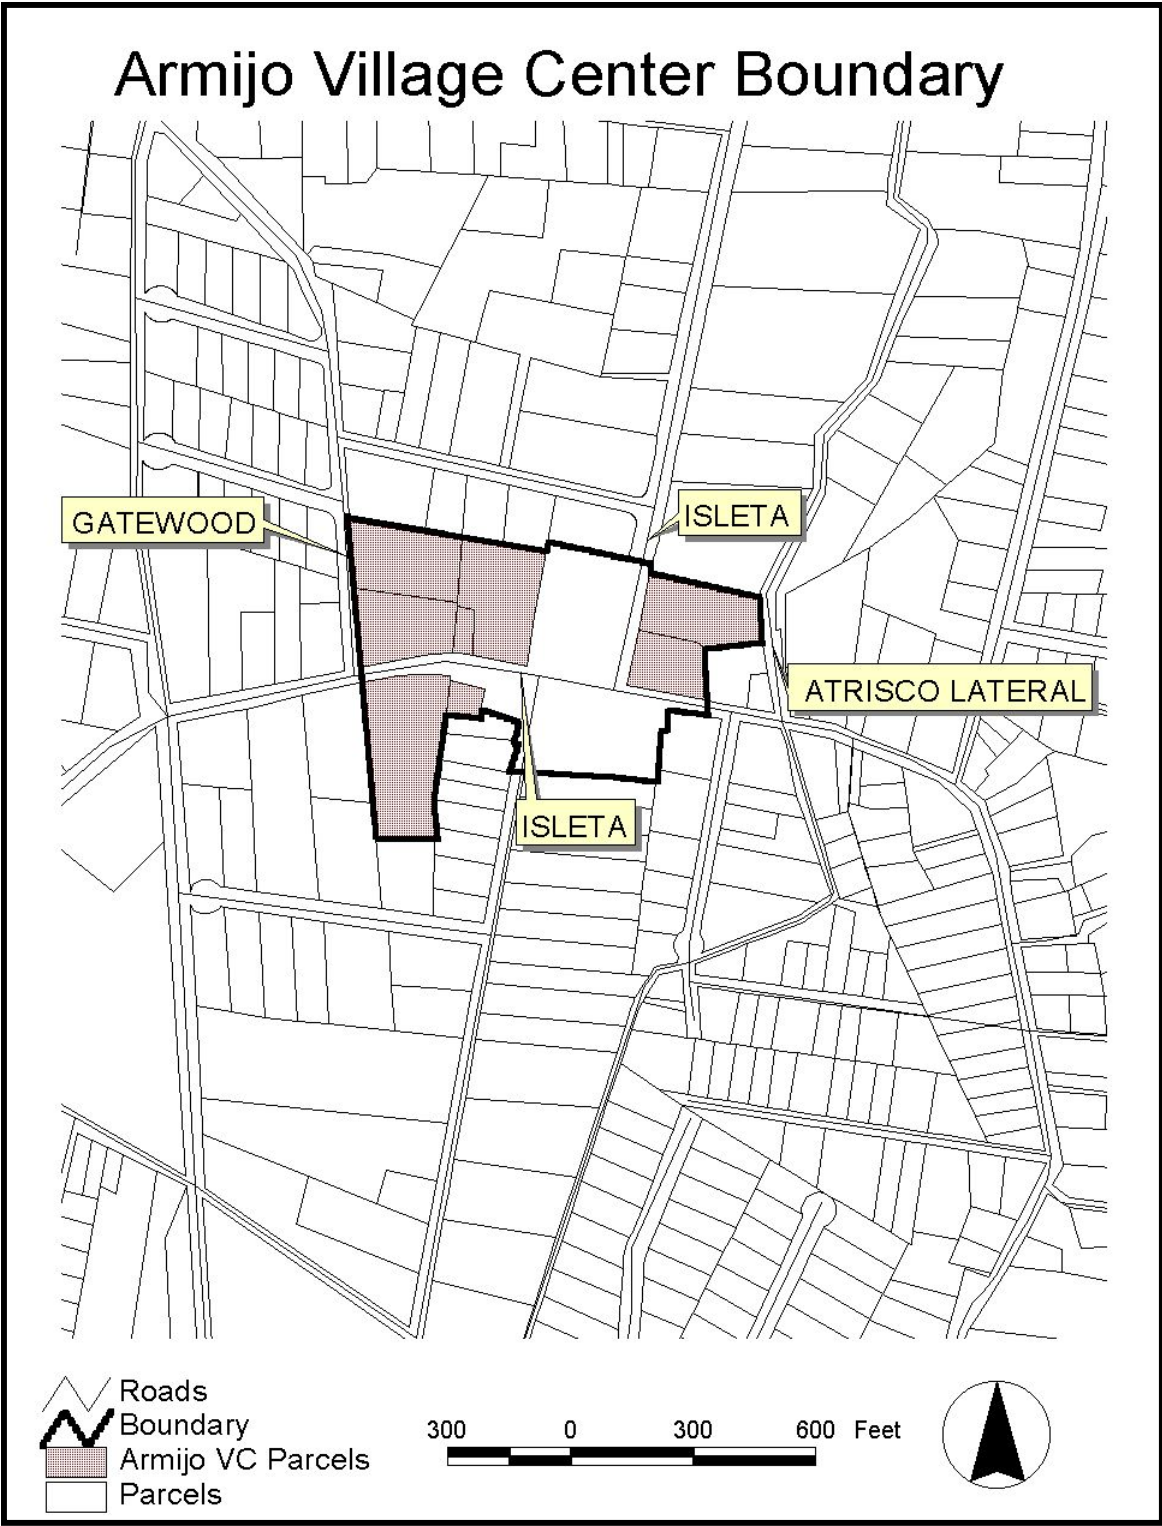 Armijo Village Center Boundary
GATEWOOD
ISLETA
ATRISCO LATERAL
ISLETA
Roads
Boundary
Armijo VC Parcels
Parcels
300 0 300 600 Feet